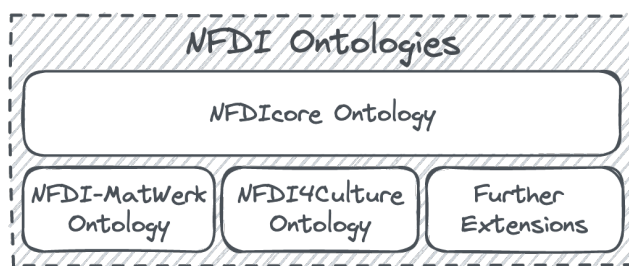 NFDI Ontologies
NFDIcore Ontology
NFDI-MatWerk
Ontology
NFDI4Culture
Ontology
Further
Extensions